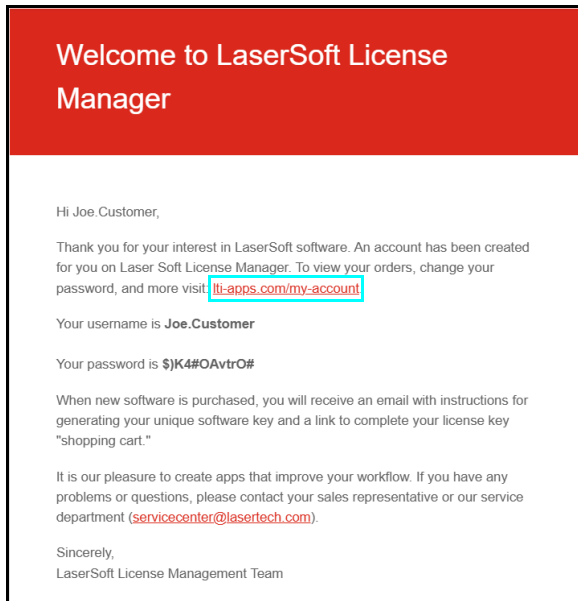 Welcome to LaserSoft License
Manager
Hi Joe.Customer,
Thank you for your interest in LaserSoft software. An account has been created
for you on Laser Soft License Manager. To view your orders, change your
password, and more visit: lti-apps.com/my-account.
Your username is Joe.Customer
Your password is $)K4#OAvtrO#
When new software is purchased, you will receive an email with instructions for
generating your unique software key and a link to complete your license key
"shopping cart."
It is our pleasure to create apps that improve your workflow. If you have any
problems or questions, please contact your sales representative or our service
department (servicecenter@lasertech.com).
Sincerely,
LaserSoft License Management Team